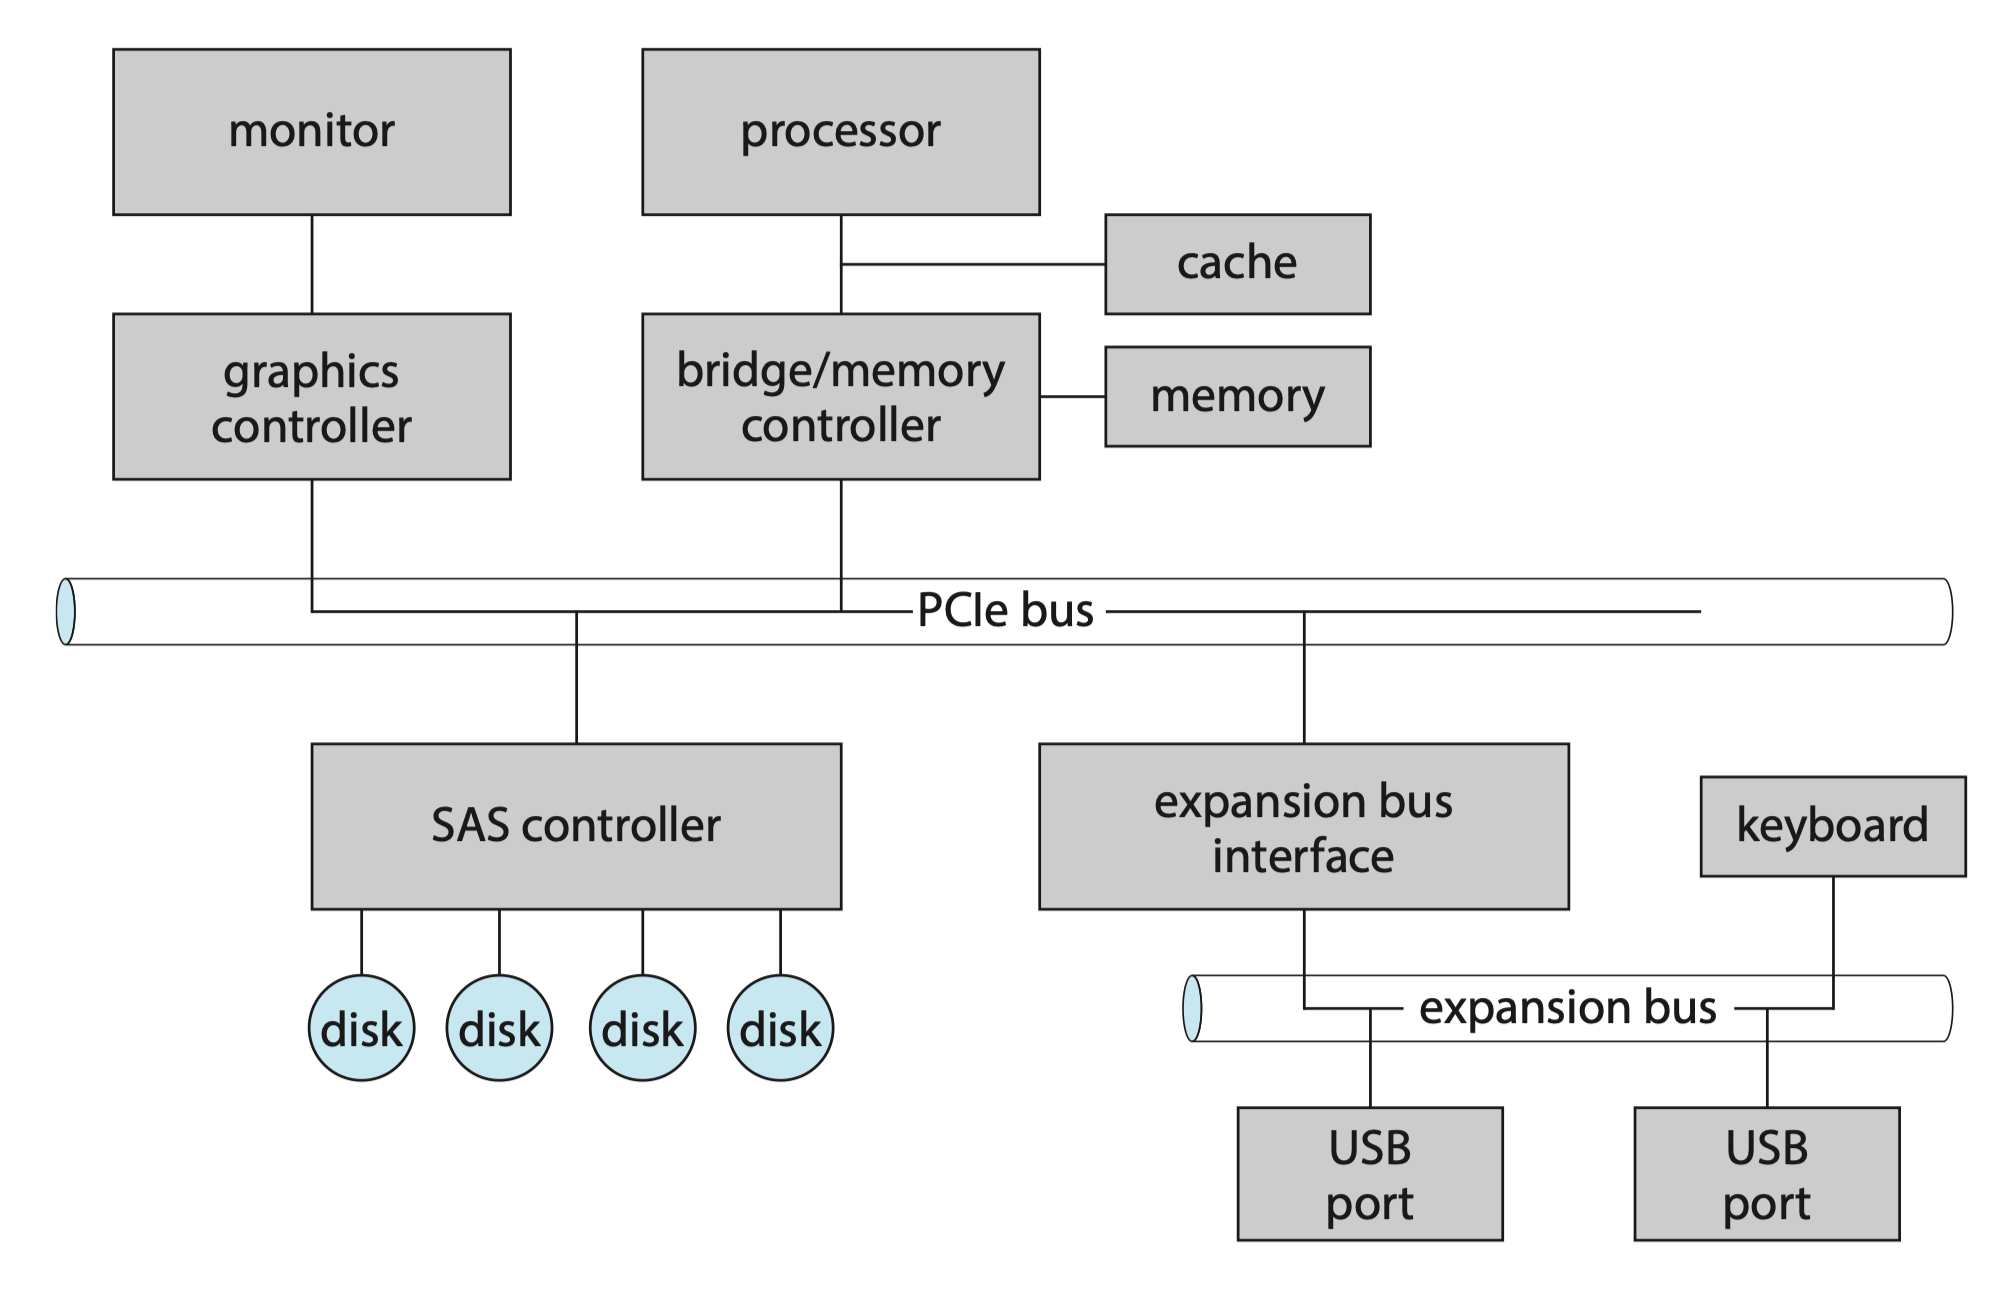 monitor
processor
cache
graphics
controller
bridge/memory
controller
memory
PCIe bus
SAS controller
expansion bus
interface
keyboard
disk
disk
disk
disk
expansion bus
USB
port
USB
port